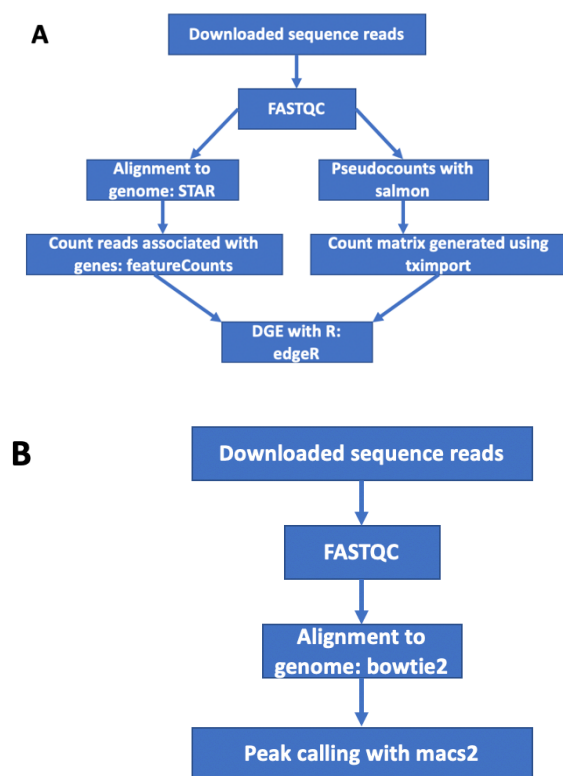 A
Downloaded sequence reads
FASTQC
Alignment to
genome: STAR
Pseudocounts with
salmon
Count reads associated with
genes: featureCounts
Count matrix generated using
tximport
DGE with R:
edgeR
B
Downloaded sequence reads
FASTQC
Alignment to
genome: bowtie2
Peak calling with macs2